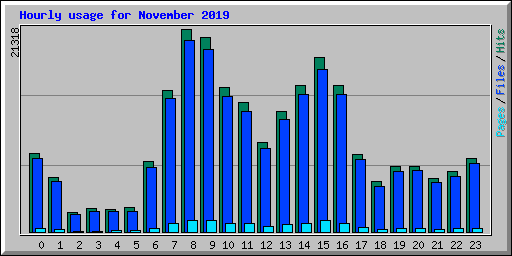 Hourly usage for November 2019
21318
Pages/Files/Hits
0 1 2 3 4 5 6 7 8 9 10 11 12 13 14 15 16 17 18 19 20 21 22 23